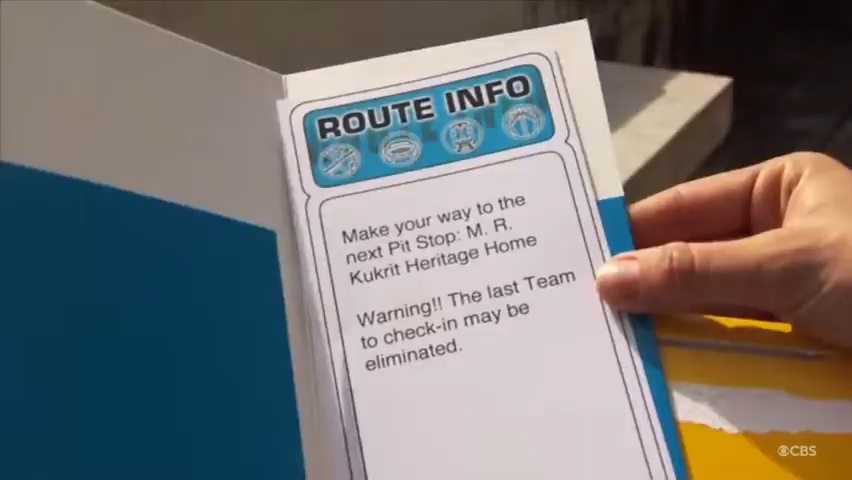 ROUTE INFO
Make your way to the
next Pit Stop: M. R.
Kukrit Heritage Home
Warning!! The last Team
to check-in may be
eliminated.
CBS